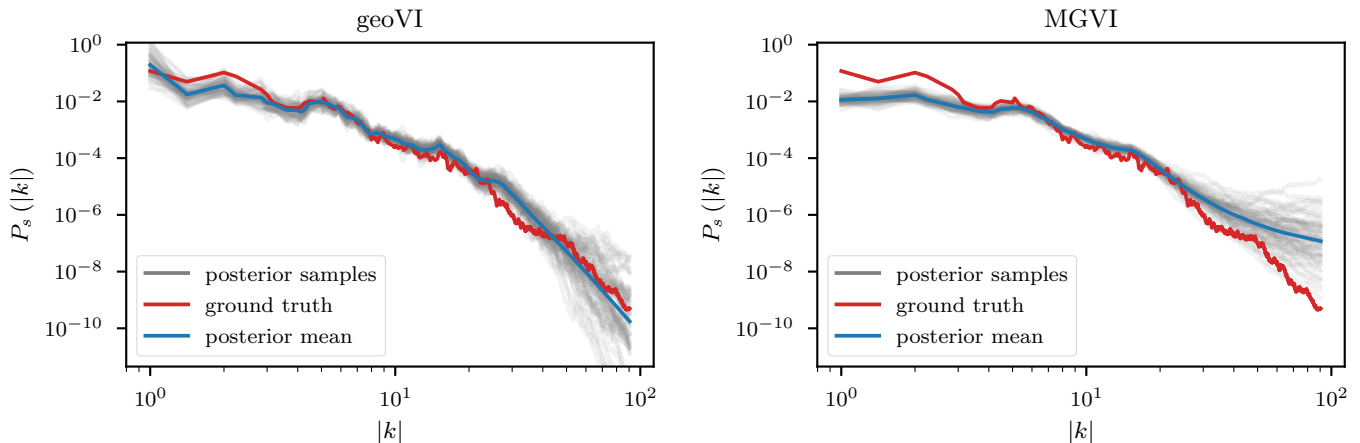 geoVI
10^0
10^-2
10^-4
10^-6
10^-8
10^-10
P_s (|k|)
posterior samples
ground truth
posterior mean
10^0
10^1
10^2
|k|
MGVI
10^0
10^-2
10^-4
10^-6
10^-8
10^-10
P_s (|k|)
posterior samples
ground truth
posterior mean
10^0
10^1
10^2
|k|